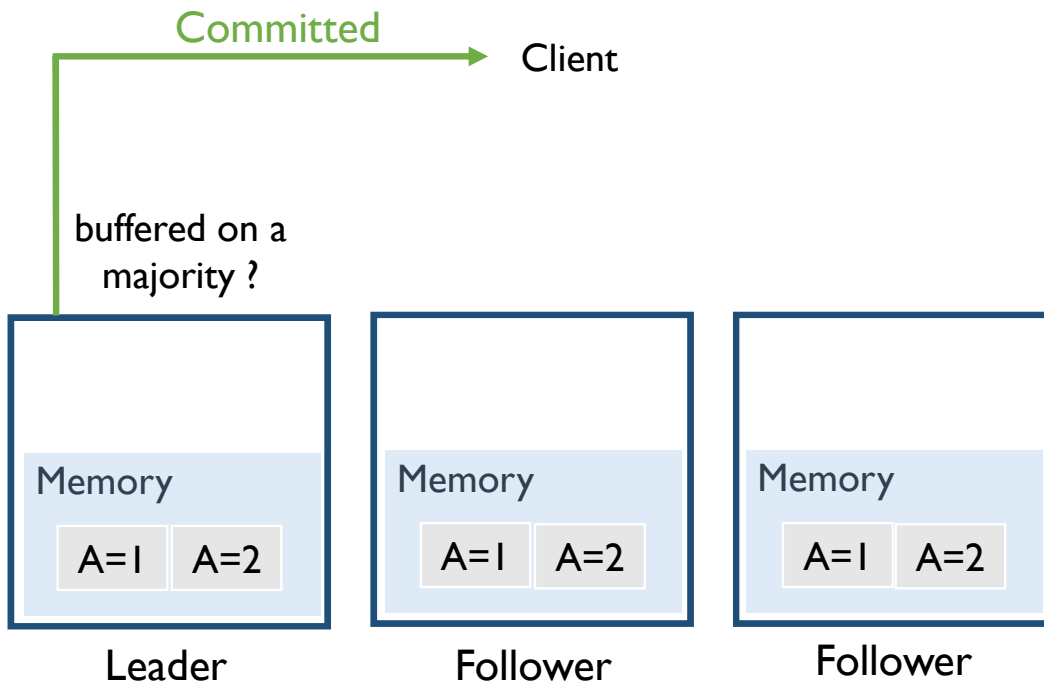 Committed
Client
buffered on a
majority ?
Memory
A=1 A=2
Leader
Memory
A=1 A=2
Follower
Memory
A=1 A=2
Follower